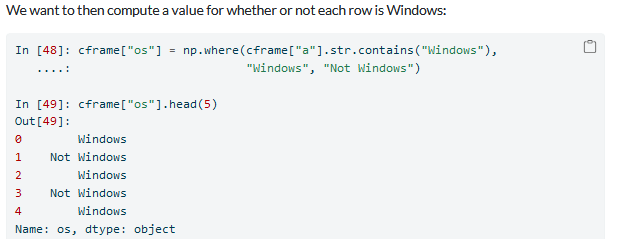 We want to then compute a value for whether or not each row is Windows:
In [48]: cframe["os"] = np.where(cframe["a"].str.contains("Windows"),
   ....:                         "Windows", "Not Windows")
In [49]: cframe["os"].head(5)
Out[49]:
0        Windows
1    Not Windows
2        Windows
3    Not Windows
4        Windows
Name: os, dtype: object